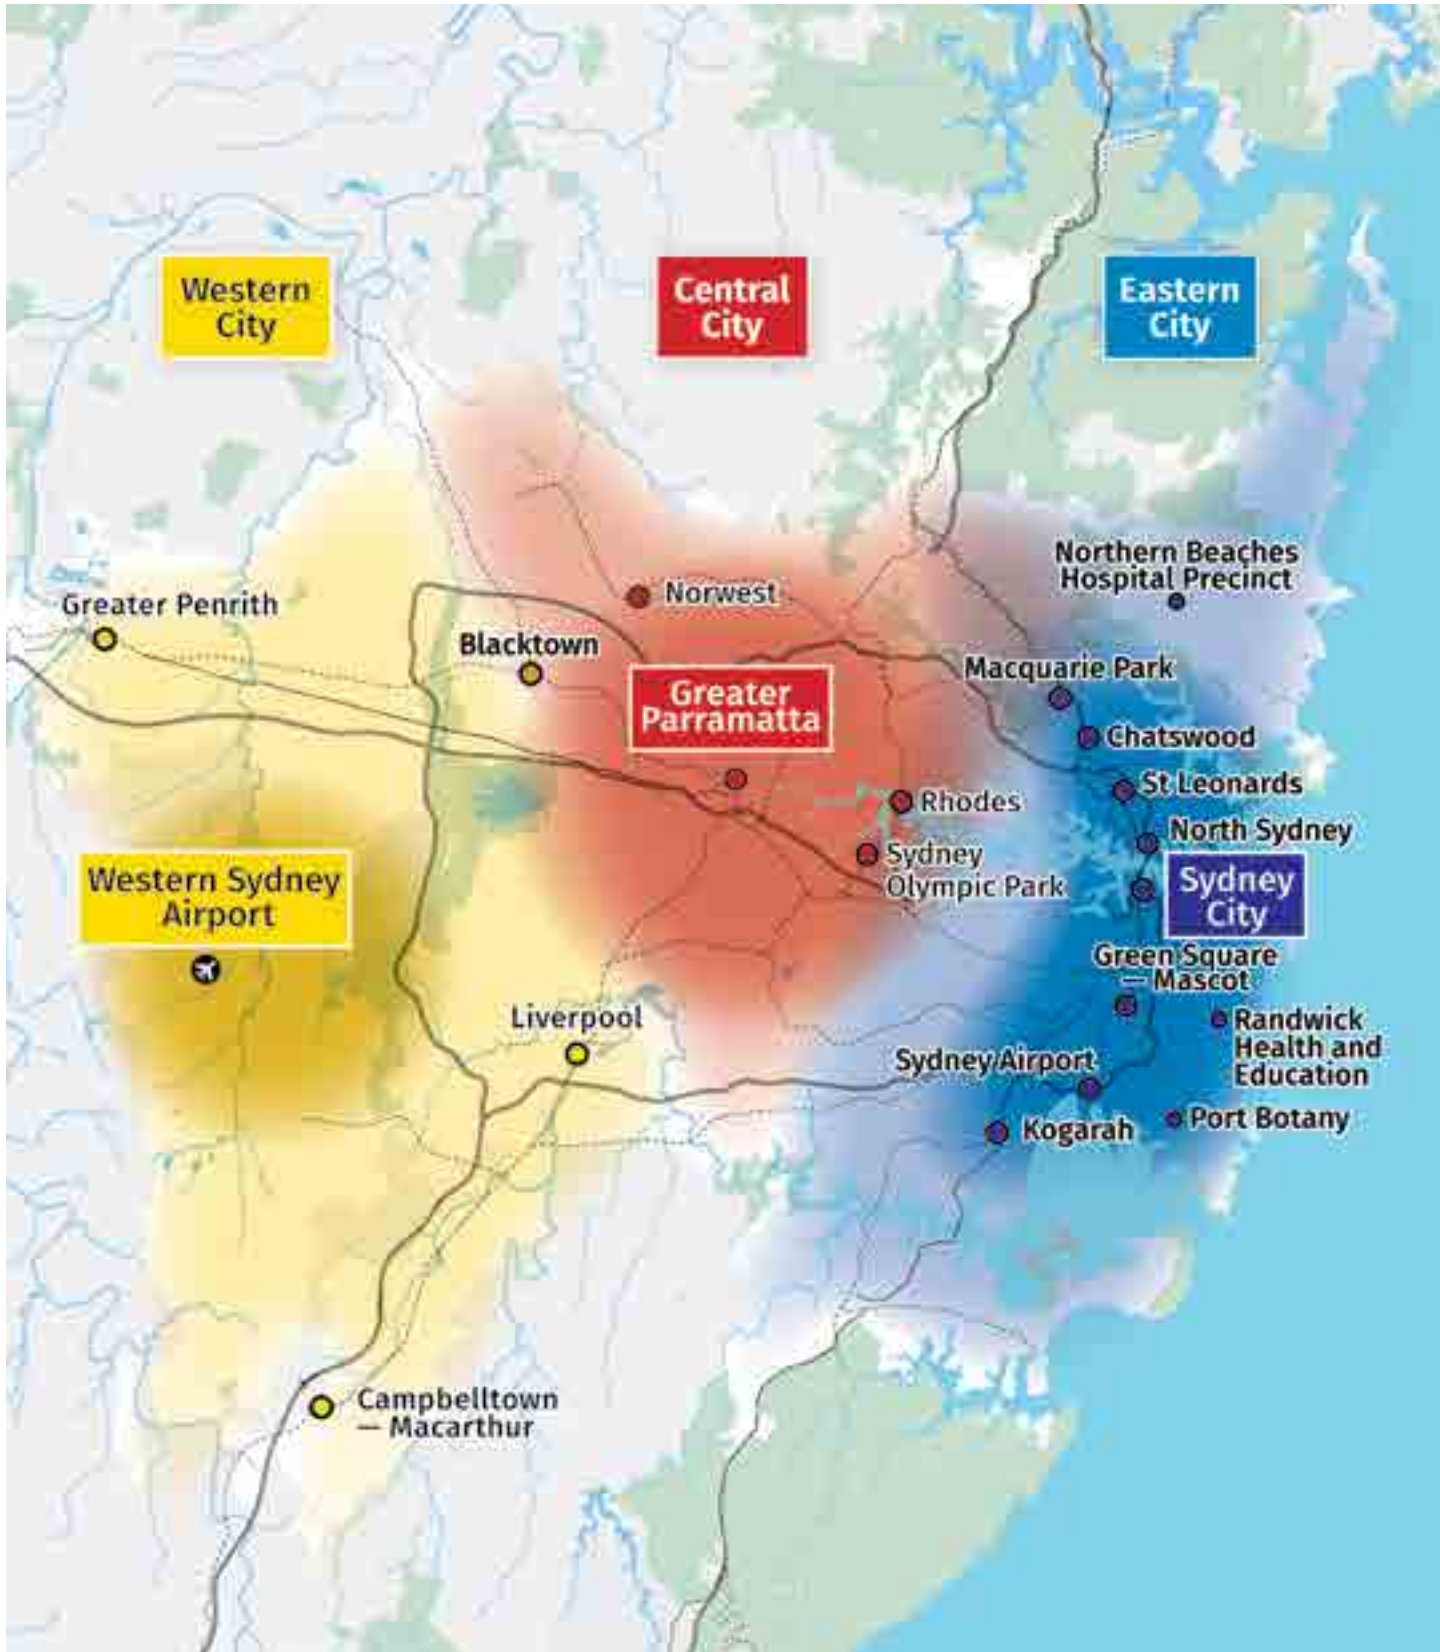 Western
City
Central
City
Eastern
City
Northern Beaches
Hospital Precinct
Greater Penrith
Norwest
Blacktown
Macquarie Park
Greater
Parramatta
Chatswood
St Leonards
Rhodes
North Sydney
Sydney
Olympic Park
Western Sydney
Airport
Sydney
City
Green Square
— Mascot
Liverpool
Randwick
Health and
Education
Sydney Airport
Port Botany
Kogarah
Campbelltown
— Macarthur